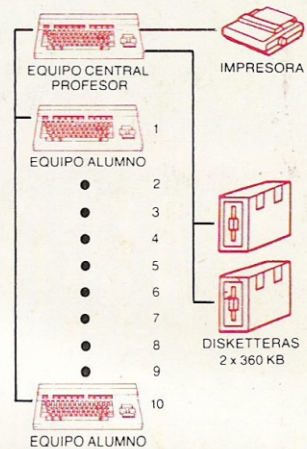 EQUIPO CENTRAL
PROFESOR
IMPRESORA
1
EQUIPO ALUMNO
2
3
4
5
6
7
8
9
DISKETTERAS
2 x 360 KB
10
EQUIPO ALUMNO